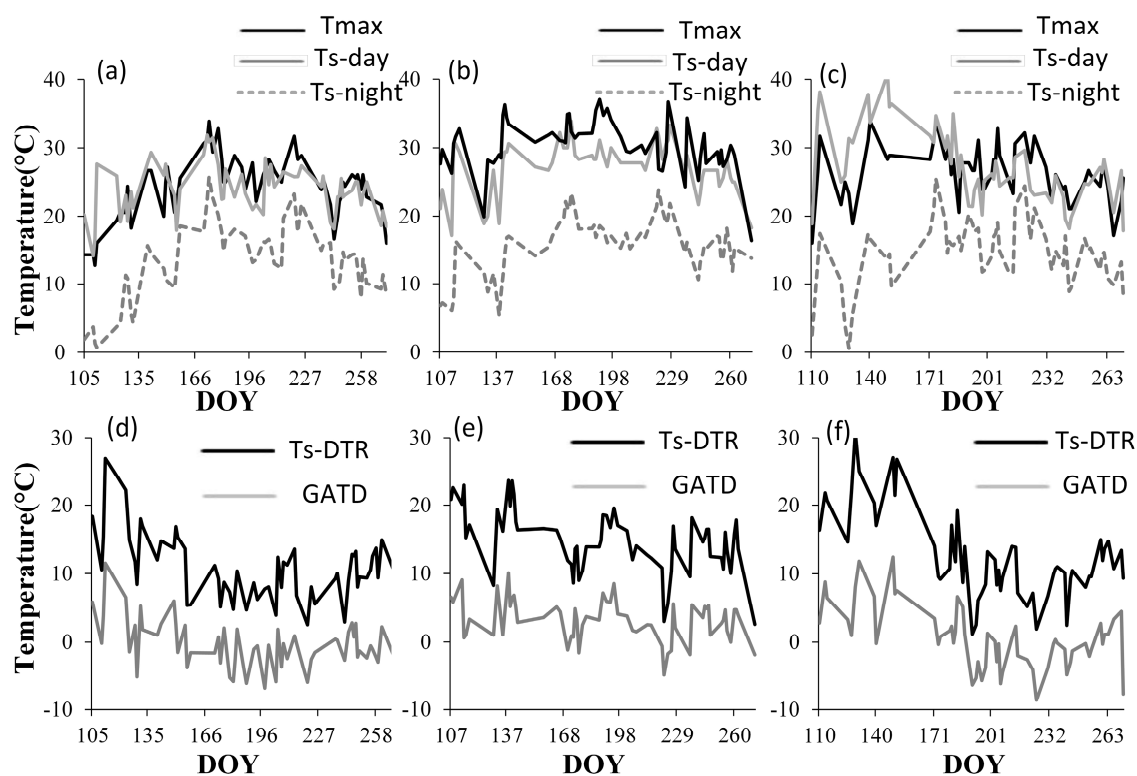 Tmax
Ts-day
Ts-night
(a)
40
30
20
10
0
105 135 166 196 227 258
DOY
Temperature(°C)
Tmax
Ts-day
Ts-night
(b)
40
30
20
10
0
107 137 168 198 229 260
DOY
Tmax
Ts-day
Ts-night
(c)
40
30
20
10
0
110 140 171 201 232 263
DOY
(d)
Ts-DTR
GATD
30
20
10
0
-10
105 135 166 196 227 258
DOY
Temperature(°C)
(e)
Ts-DTR
GATD
30
20
10
0
-10
107 137 168 198 229 260
DOY
(f)
Ts-DTR
GATD
30
20
10
0
-10
110 140 171 201 232 263
DOY